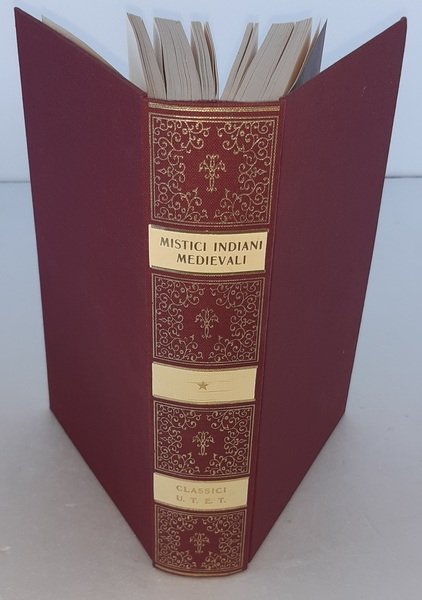 MISTICI INDIANI
MEDIEVALI
CLASSICI
U. T. E. T.